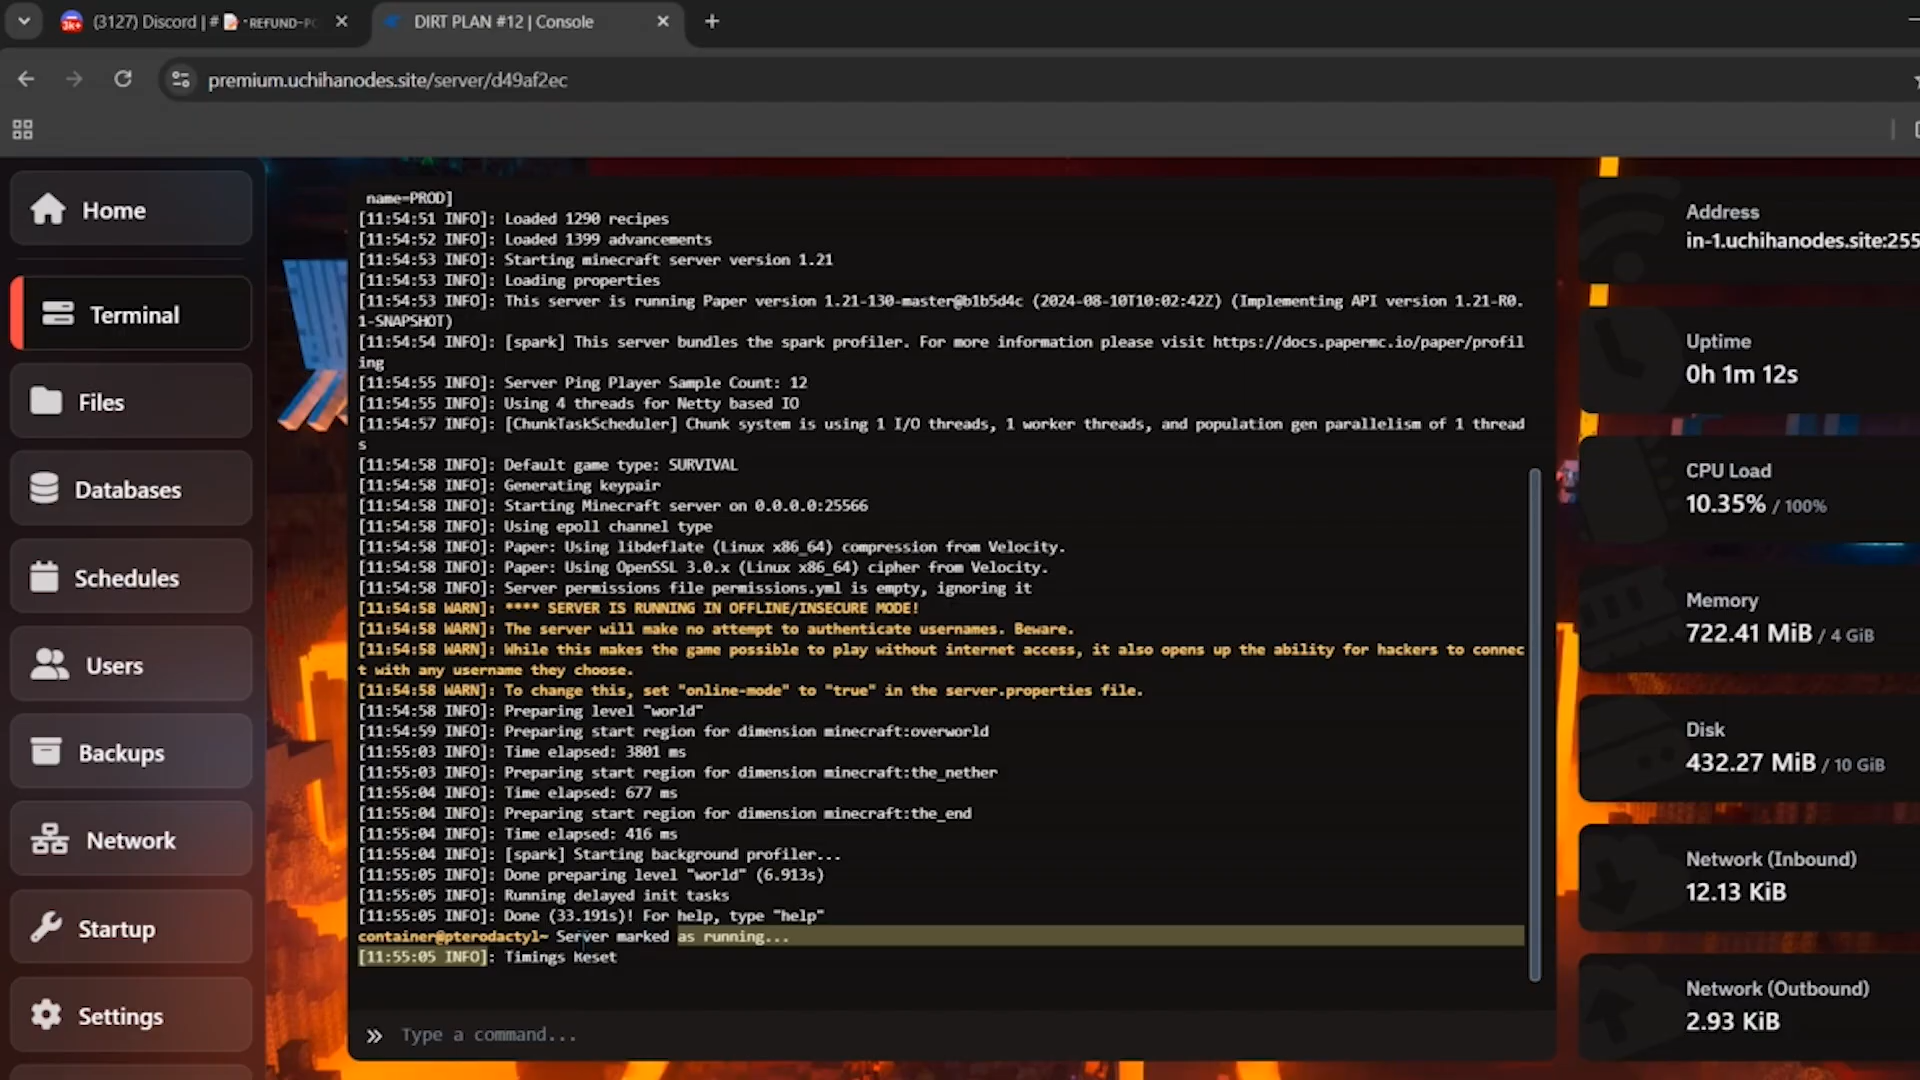 (3127) Discord | # 📝・REFUND-PO
DIRT PLAN #12 | Console
premium.uchihanodes.site/server/d49af2ec
Home
Terminal
Files
Databases
Schedules
Users
Backups
Network
Startup
Settings
name=PROD]
[11:54:51 INFO]: Loaded 1290 recipes
[11:54:52 INFO]: Loaded 1399 advancements
[11:54:53 INFO]: Starting minecraft server version 1.21
[11:54:53 INFO]: Loading properties
[11:54:53 INFO]: This server is running Paper version 1.21-130-master@b1b5d4c (2024-08-10T10:02:42Z) (Implementing API version 1.21-R0.
1-SNAPSHOT)
[11:54:54 INFO]: [spark] This server bundles the spark profiler. For more information please visit https://docs.papermc.io/paper/profil
ing
[11:54:55 INFO]: Server Ping Player Sample Count: 12
[11:54:55 INFO]: Using 4 threads for Netty based IO
[11:54:57 INFO]: [ChunkTaskScheduler] Chunk system is using 1 I/O threads, 1 worker threads, and population gen parallelism of 1 thread
s
[11:54:58 INFO]: Default game type: SURVIVAL
[11:54:58 INFO]: Generating keypair
[11:54:58 INFO]: Starting Minecraft server on 0.0.0.0:25566
[11:54:58 INFO]: Using epoll channel type
[11:54:58 INFO]: Paper: Using libdeflate (Linux x86_64) compression from Velocity.
[11:54:58 INFO]: Paper: Using OpenSSL 3.0.x (Linux x86_64) cipher from Velocity.
[11:54:58 INFO]: Server permissions file permissions.yml is empty, ignoring it
[11:54:58 WARN]: **** SERVER IS RUNNING IN OFFLINE/INSECURE MODE!
[11:54:58 WARN]: The server will make no attempt to authenticate usernames. Beware.
[11:54:58 WARN]: While this makes the game possible to play without internet access, it also opens up the ability for hackers to connec
t with any username they choose.
[11:54:58 WARN]: To change this, set "online-mode" to "true" in the server.properties file.
[11:54:58 INFO]: Preparing level "world"
[11:54:59 INFO]: Preparing start region for dimension minecraft:overworld
[11:55:03 INFO]: Time elapsed: 3801 ms
[11:55:03 INFO]: Preparing start region for dimension minecraft:the_nether
[11:55:04 INFO]: Time elapsed: 677 ms
[11:55:04 INFO]: Preparing start region for dimension minecraft:the_end
[11:55:04 INFO]: Time elapsed: 416 ms
[11:55:04 INFO]: [spark] Starting background profiler...
[11:55:05 INFO]: Done preparing level "world" (6.913s)
[11:55:05 INFO]: Running delayed init tasks
[11:55:05 INFO]: Done (33.191s)! For help, type "help"
container@pterodactyl~ Server marked as running...
[11:55:05 INFO]: Timings Reset
» Type a command...
Address
in-1.uchihanodes.site:255
Uptime
0h 1m 12s
CPU Load
10.35% / 100%
Memory
722.41 MiB / 4 GiB
Disk
432.27 MiB / 10 GiB
Network (Inbound)
12.13 KiB
Network (Outbound)
2.93 KiB